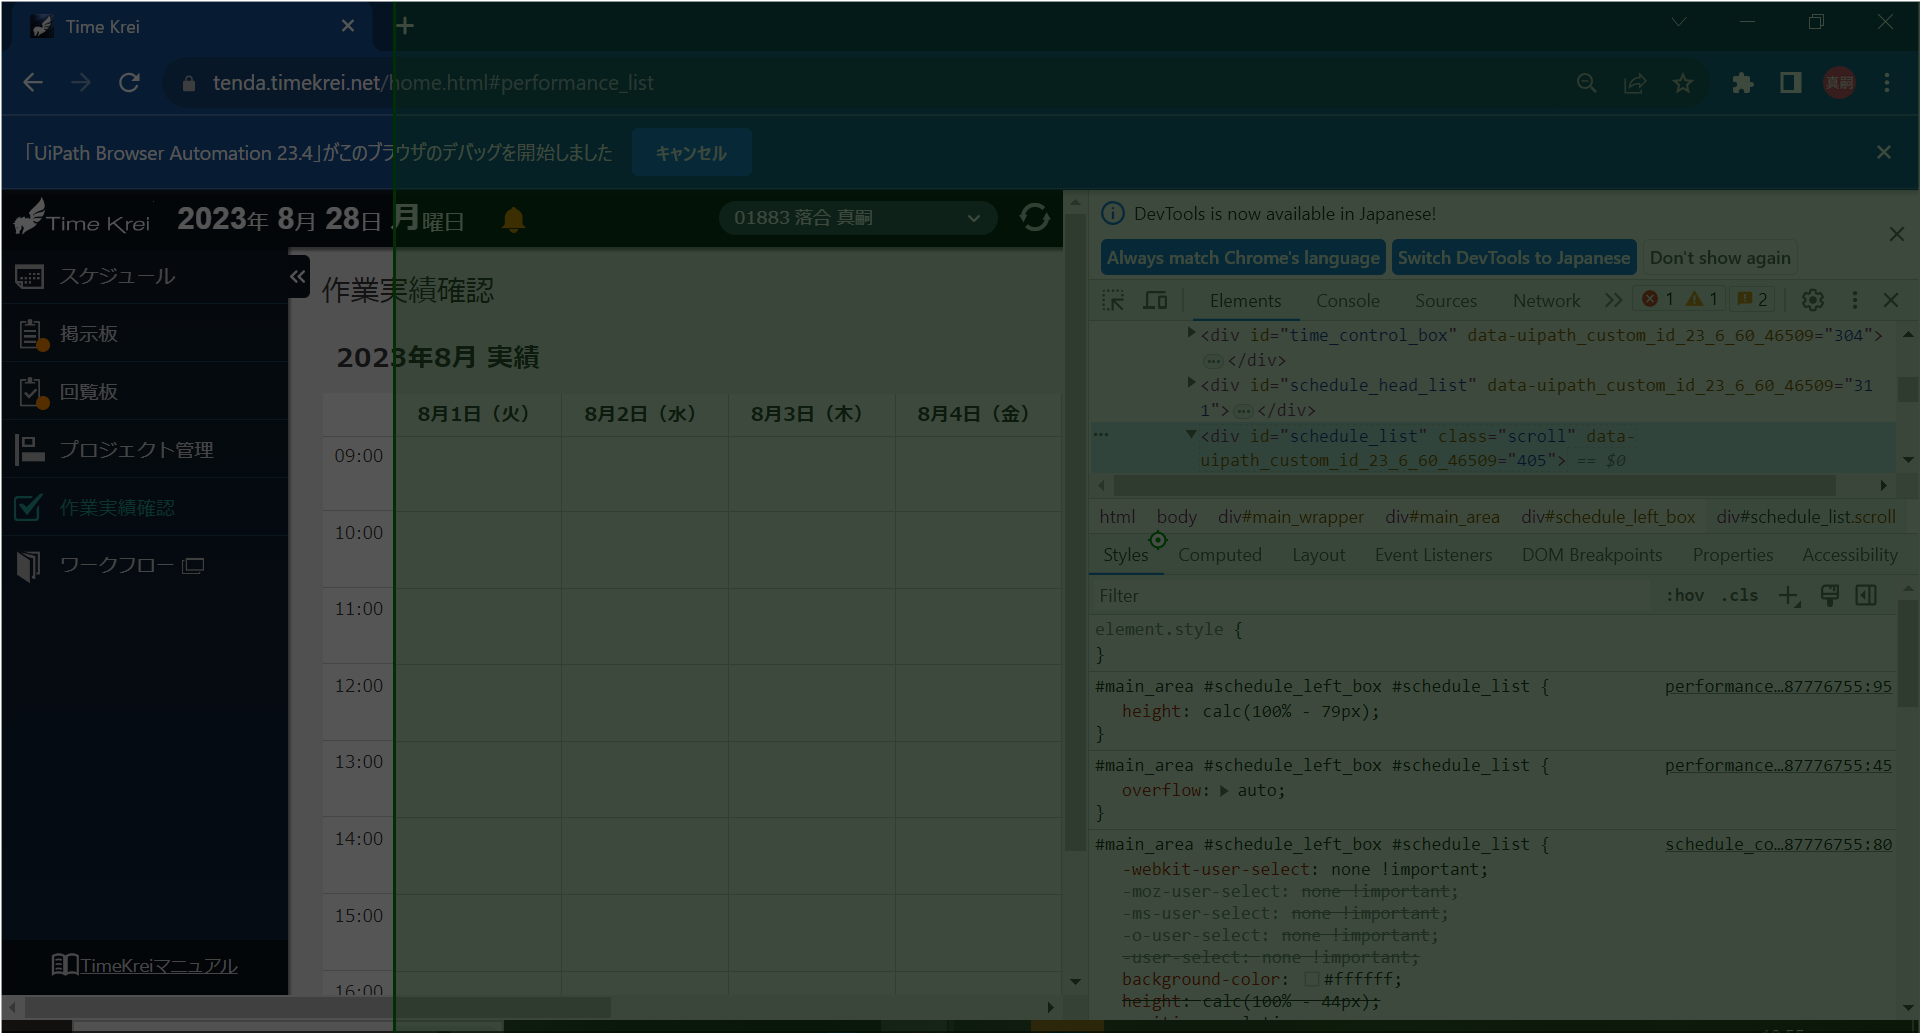 Time Krei
tenda.timekrei.net/home.html#performance_list
真嗣
「UiPath Browser Automation 23.4」がこのブラウザのデバッグを開始しました キャンセル
Time Krei 2023年 8月 28日 月曜日 01883 落合 真嗣
スケジュール
掲示板
回覧板
プロジェクト管理
作業実績確認
ワークフロー
TimeKreiマニュアル
作業実績確認
2023年8月 実績
8月1日（火） 8月2日（水） 8月3日（木） 8月4日（金）
09:00
10:00
11:00
12:00
13:00
14:00
15:00
16:00
DevTools is now available in Japanese!
Always match Chrome's language Switch DevTools to Japanese Don't show again
Elements Console Sources Network 1 1 2
<div id="time_control_box" data-uipath_custom_id_23_6_60_46509="304">
</div>
<div id="schedule_head_list" data-uipath_custom_id_23_6_60_46509="31
1"> </div>
<div id="schedule_list" class="scroll" data-
uipath_custom_id_23_6_60_46509="405"> == $0
html body div#main_wrapper div#main_area div#schedule_left_box div#schedule_list.scroll
Styles Computed Layout Event Listeners DOM Breakpoints Properties Accessibility
Filter :hov .cls
element.style {
}
#main_area #schedule_left_box #schedule_list { performance…87776755:95
height: calc(100% - 79px);
}
#main_area #schedule_left_box #schedule_list { performance…87776755:45
overflow: auto;
}
#main_area #schedule_left_box #schedule_list { schedule_co…87776755:80
-webkit-user-select: none !important;
-moz-user-select: none !important;
-ms-user-select: none !important;
-o-user-select: none !important;
-user-select: none !important;
background-color: #ffffff;
height: calc(100% - 44px);